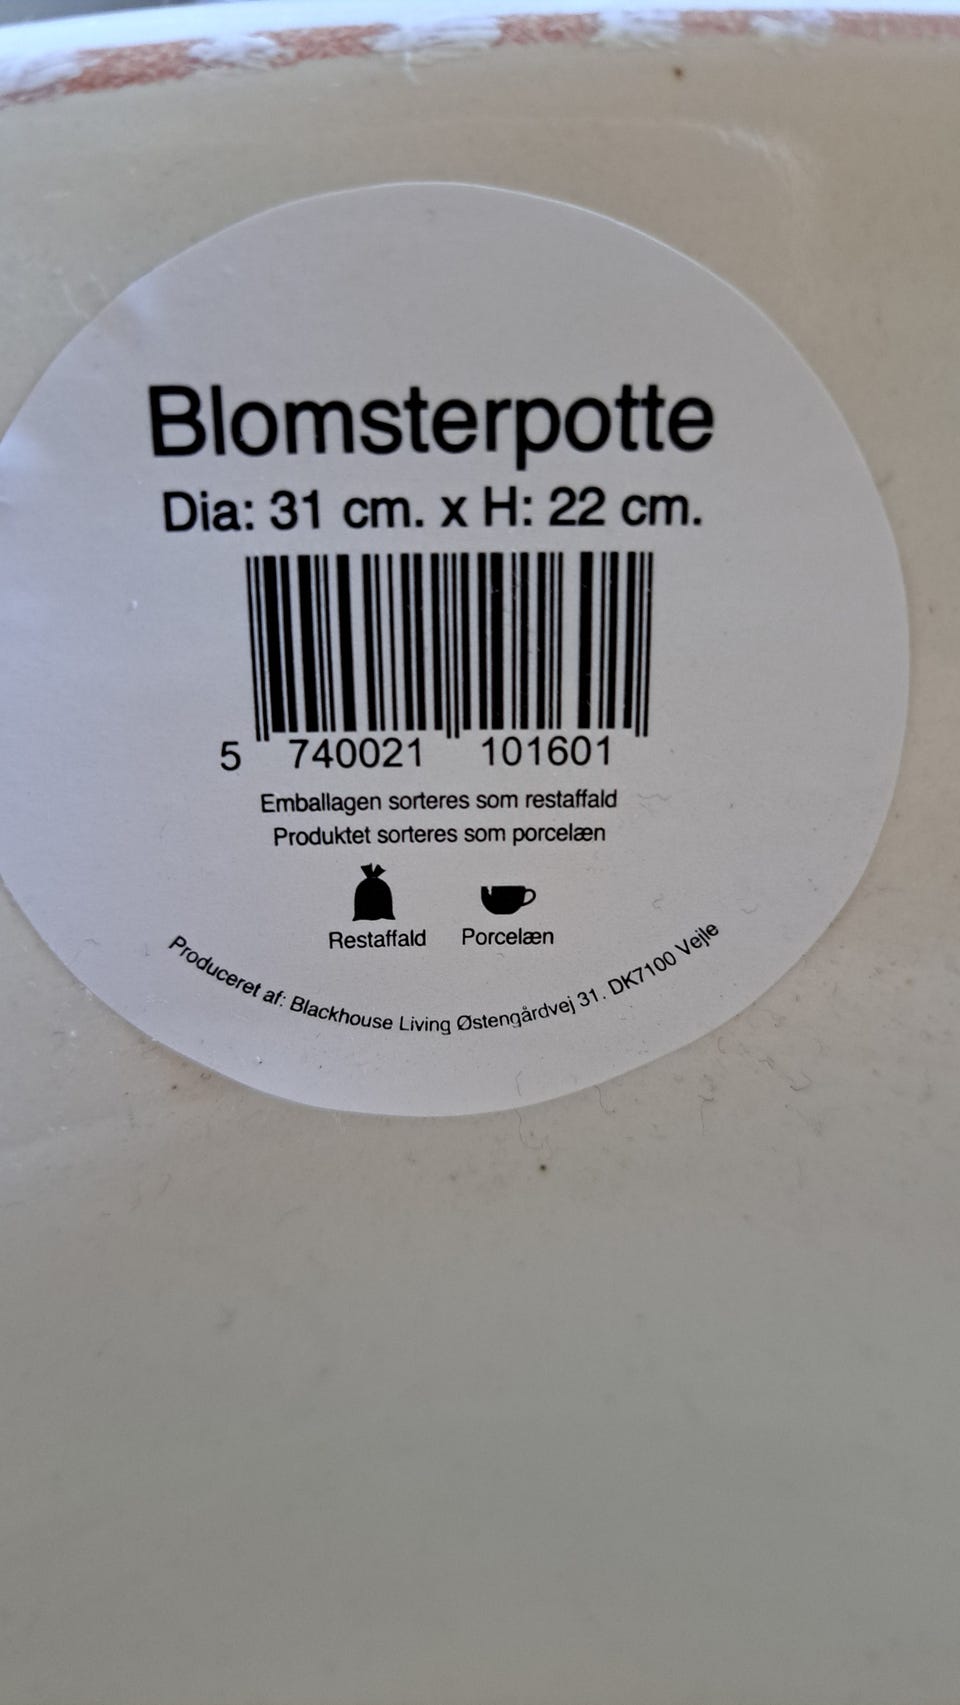 Blomsterpotte
Dia: 31 cm. x H: 22 cm.
5 740021 101601
Emballagen sorteres som restaffald
Produktet sorteres som porcelæn
Restaffald Porcelæn
Produceret af: Blackhouse Living Østengårdvej 31. DK7100 Vejle